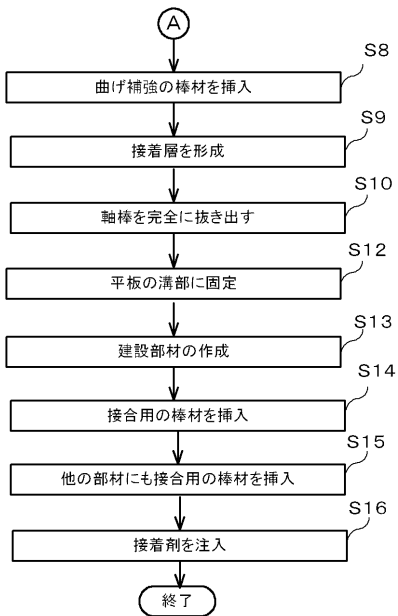 A
S8
曲げ補強の棒材を挿入
S9
接着層を形成
S10
軸棒を完全に抜き出す
S12
平板の溝部に固定
S13
建設部材の作成
S14
接合用の棒材を挿入
S15
他の部材にも接合用の棒材を挿入
S16
接着剤を注入
終了